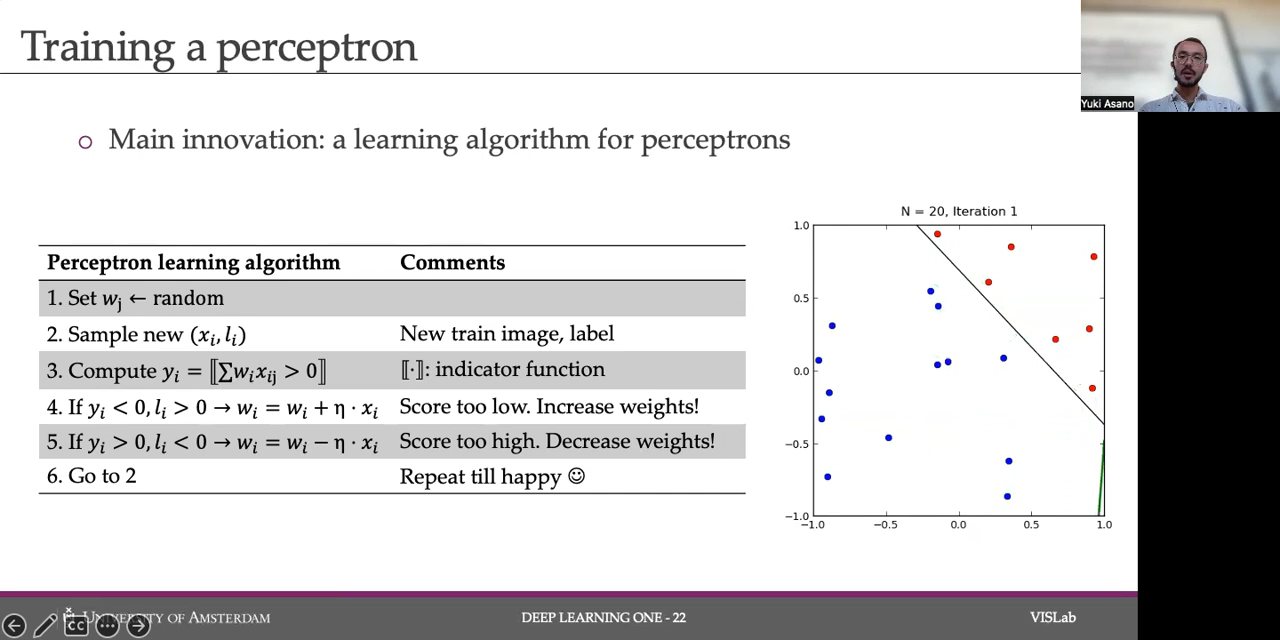 Training a perceptron
Yuki Asano
Main innovation: a learning algorithm for perceptrons
Perceptron learning algorithm Comments
1. Set wⱼ ← random
2. Sample new (xᵢ, lᵢ) New train image, label
3. Compute yᵢ = ⟦∑wᵢxᵢⱼ > 0⟧ ⟦·⟧: indicator function
4. If yᵢ < 0, lᵢ > 0 → wᵢ = wᵢ + η · xᵢ Score too low. Increase weights!
5. If yᵢ > 0, lᵢ < 0 → wᵢ = wᵢ − η · xᵢ Score too high. Decrease weights!
6. Go to 2 Repeat till happy ☺
N = 20, Iteration 1
1.0
0.5
0.0
−0.5
−1.0
−1.0 −0.5 0.0 0.5 1.0
CC
UNIVERSITY OF AMSTERDAM
DEEP LEARNING ONE - 22
VISLab